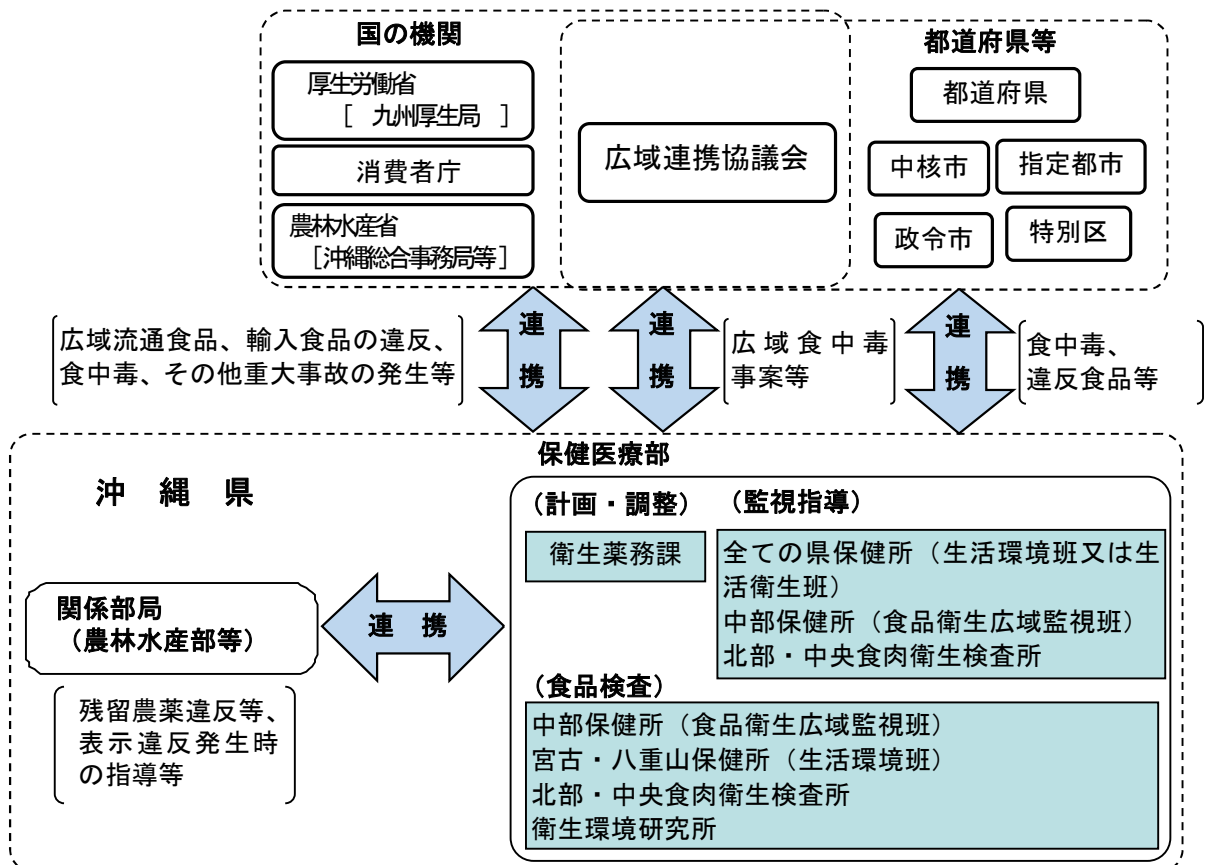 国の機関
厚生労働省
［ 九州厚生局 ］
消費者庁
農林水産省
［沖縄総合事務局等］
広域連携協議会
都道府県等
都道府県
中核市
指定都市
政令市
特別区
広域流通食品、輸入食品の違反、
食中毒、その他重大事故の発生等
連
携
連
携
広域食中毒
事案等
連
携
食中毒、
違反食品等
沖 縄 県
保健医療部
関係部局
（農林水産部等）
連 携
残留農薬違反等、
表示違反発生時
の指導等
（計画・調整）
衛生薬務課
（監視指導）
全ての県保健所（生活環境班又は生
活衛生班）
中部保健所（食品衛生広域監視班）
北部・中央食肉衛生検査所
（食品検査）
中部保健所（食品衛生広域監視班）
宮古・八重山保健所（生活環境班）
北部・中央食肉衛生検査所
衛生環境研究所